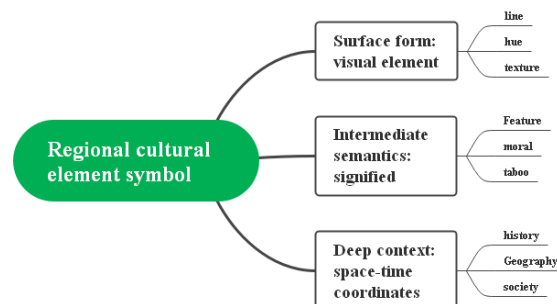 Regional cultural
element symbol
Surface form:
visual element
line
hue
texture
Intermediate
semantics:
signified
Feature
moral
taboo
Deep context:
space-time
coordinates
history
Geography
society